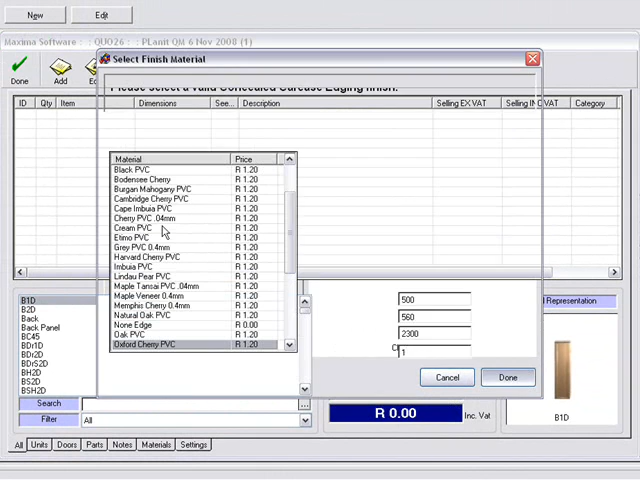 New Edit
Maxima Software : : QUO26 : : PLanit QM 6 Nov 2008 (1)
Select Finish Material
Please select a valid Concealed Carcase Edging finish.
Done Add
ID Qty Item Dimensions See... Description Selling EX VAT Selling INC VAT Category
Material Price
Black PVC R 1.20
Bodensee Cherry R 1.20
Burgan Mahogany PVC R 1.20
Cambridge Cherry PVC R 1.20
Cape Imbuia PVC R 1.20
Cherry PVC .04mm R 1.20
Cream PVC R 1.20
Etimo PVC R 1.20
Grey PVC 0.4mm R 1.20
Harvard Cherry PVC R 1.20
Imbuia PVC R 1.20
Lindau Pear PVC R 1.20
Maple Tansai PVC .04mm R 1.20
Maple Veneer 0.4mm R 1.20
Memphis Cherry 0.4mm R 1.20
Natural Oak PVC R 1.20
None Edge R 0.00
Oak PVC R 1.20
Oxford Cherry PVC R 1.20
B1D
B2D
Back
Back Panel
BC45
BDr1D
BDr2D
BDrS2D
BH2D
BS2D
BSH2D
500
560
2300
1
Representation
B1D
Cancel Done
Search ...
Filter All
R 0.00 Inc. Vat
All Units Doors Parts Notes Materials Settings